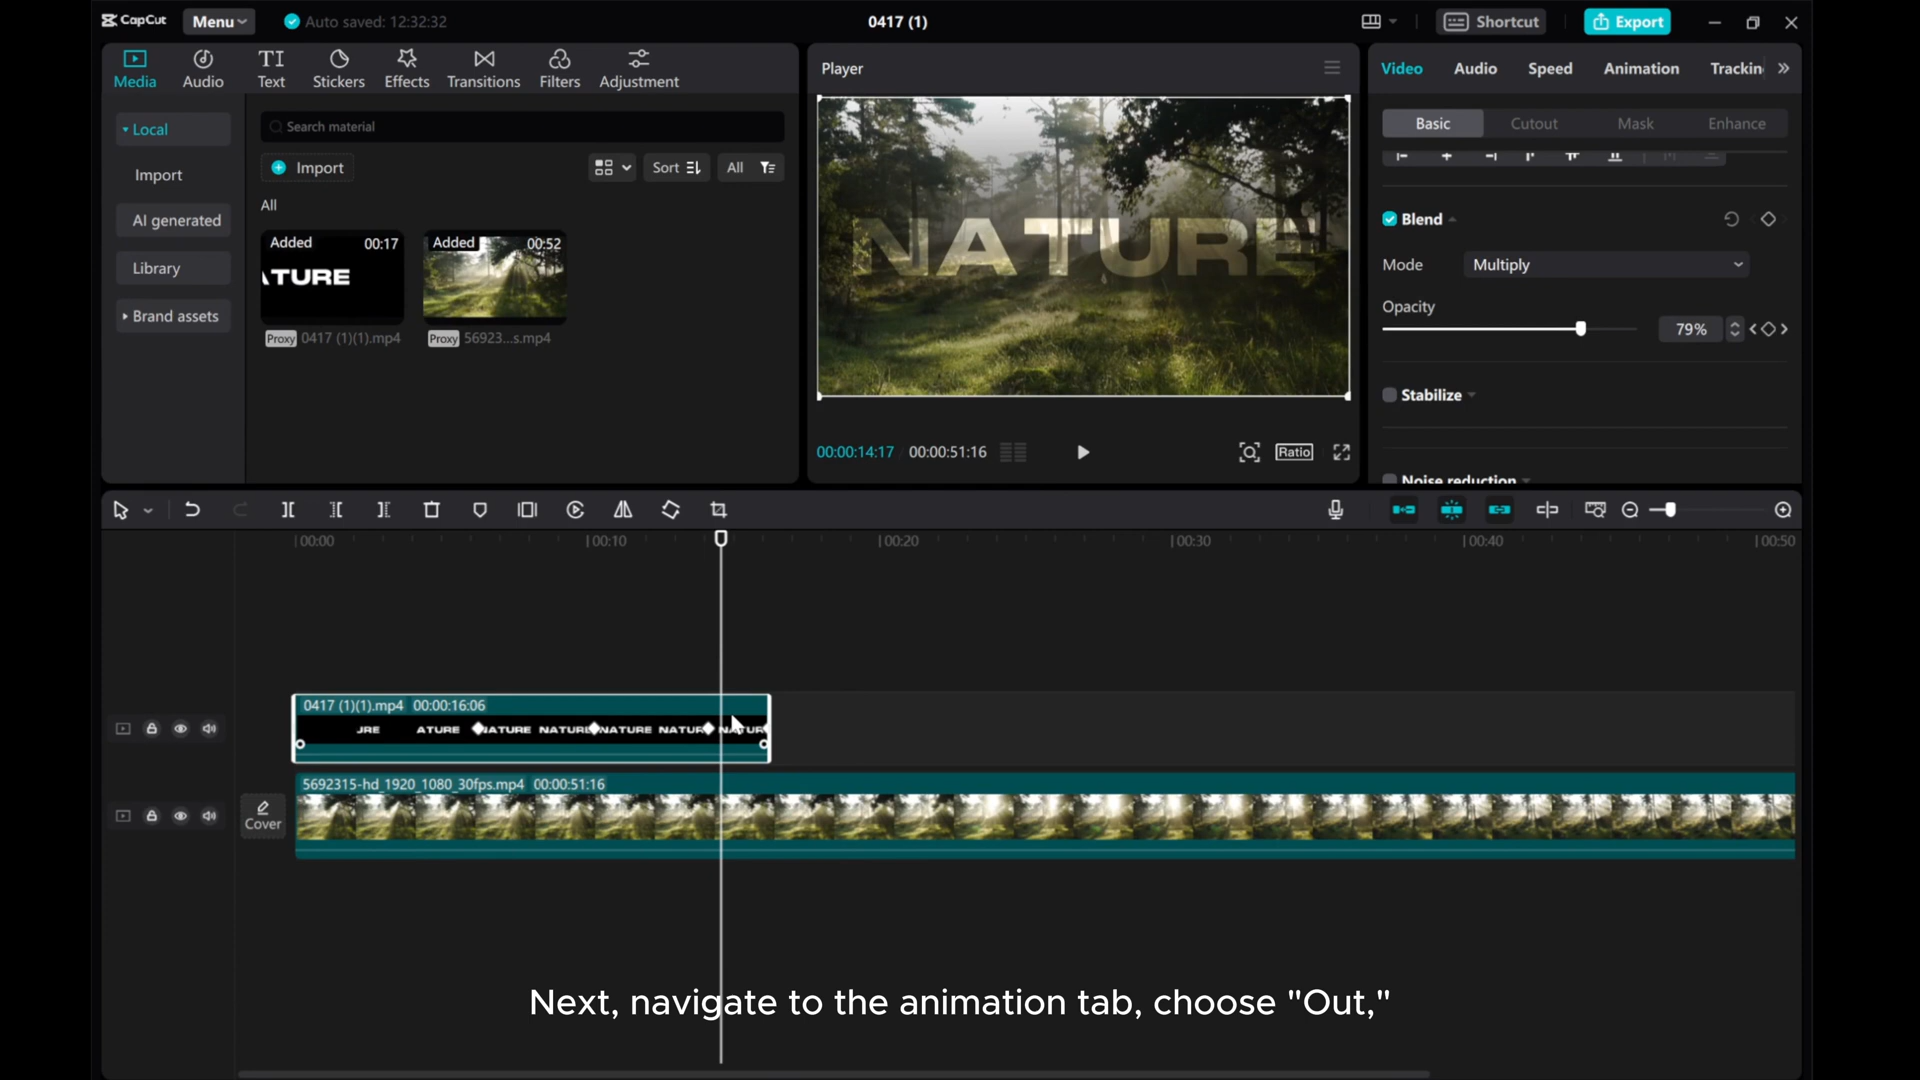 CapCut
Menu
Auto saved: 12:32:32
0417 (1)
Shortcut
Export
Media
Audio
Text
Stickers
Effects
Transitions
Filters
Adjustment
Local
Import
AI generated
Library
Brand assets
Search material
Import
Sort
All
All
Added 00:17
ATURE
Proxy 0417 (1)(1).mp4
Added 00:52
Proxy 56923...s.mp4
Player
NATURE
00:00:14:17 / 00:00:51:16
Ratio
Video
Audio
Speed
Animation
Trackin
Basic
Cutout
Mask
Enhance
Blend
Mode
Multiply
Opacity
79%
Stabilize
Noise reduction
00:00
00:10
00:20
00:30
00:40
00:50
0417 (1)(1).mp4 00:00:16:06
JRE ATURE NATURE NATURE NATURE NATUR NATUR
5692315-hd_1920_1080_30fps.mp4 00:00:51:16
Cover
Next, navigate to the animation tab, choose "Out,"